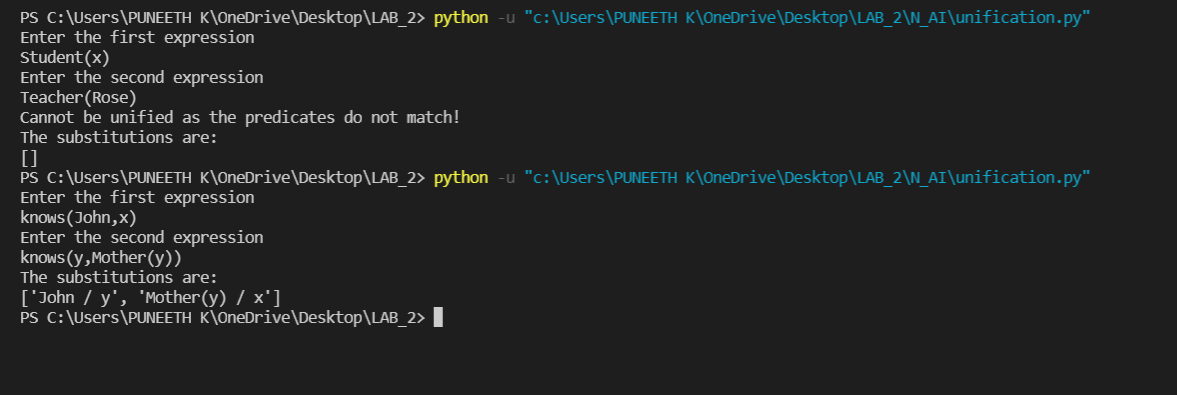 PS C:\Users\PUNEETH K\OneDrive\Desktop\LAB_2> python -u "c:\Users\PUNEETH K\OneDrive\Desktop\LAB_2\N_AI\unification.py"
Enter the first expression
Student(x)
Enter the second expression
Teacher(Rose)
Cannot be unified as the predicates do not match!
The substitutions are:
[]
PS C:\Users\PUNEETH K\OneDrive\Desktop\LAB_2> python -u "c:\Users\PUNEETH K\OneDrive\Desktop\LAB_2\N_AI\unification.py"
Enter the first expression
knows(John,x)
Enter the second expression
knows(y,Mother(y))
The substitutions are:
['John / y', 'Mother(y) / x']
PS C:\Users\PUNEETH K\OneDrive\Desktop\LAB_2>